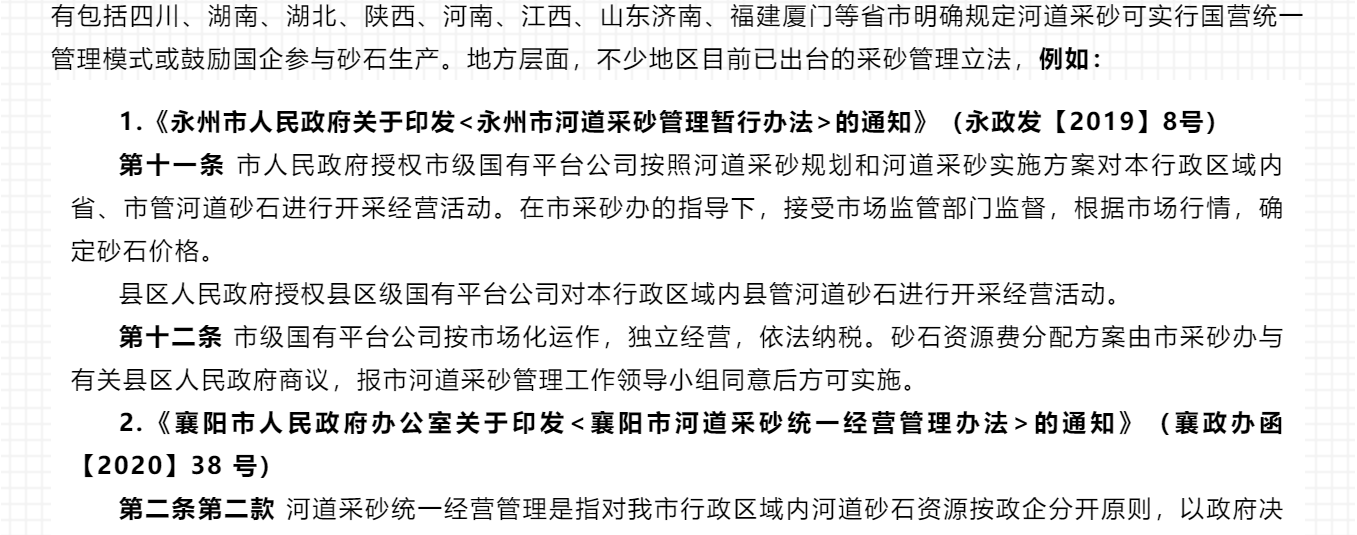 有包括四川、湖南、湖北、陕西、河南、江西、山东济南、福建厦门等省市明确规定河道采砂可实行国营统一
管理模式或鼓励国企参与砂石生产。地方层面，不少地区目前已出台的采砂管理立法，例如：
1.《永州市人民政府关于印发<永州市河道采砂管理暂行办法>的通知》（永政发【2019】8号）
第十一条 市人民政府授权市级国有平台公司按照河道采砂规划和河道采砂实施方案对本行政区域内
省、市管河道砂石进行开采经营活动。在市采砂办的指导下，接受市场监管部门监督，根据市场行情，确
定砂石价格。
县区人民政府授权县区级国有平台公司对本行政区域内县管河道砂石进行开采经营活动。
第十二条 市级国有平台公司按市场化运作，独立经营，依法纳税。砂石资源费分配方案由市采砂办与
有关县区人民政府商议，报市河道采砂管理工作领导小组同意后方可实施。
2.《襄阳市人民政府办公室关于印发<襄阳市河道采砂统一经营管理办法>的通知》（襄政办函
【2020】38 号）
第二条第二款 河道采砂统一经营管理是指对我市行政区域内河道砂石资源按政企分开原则，以政府决